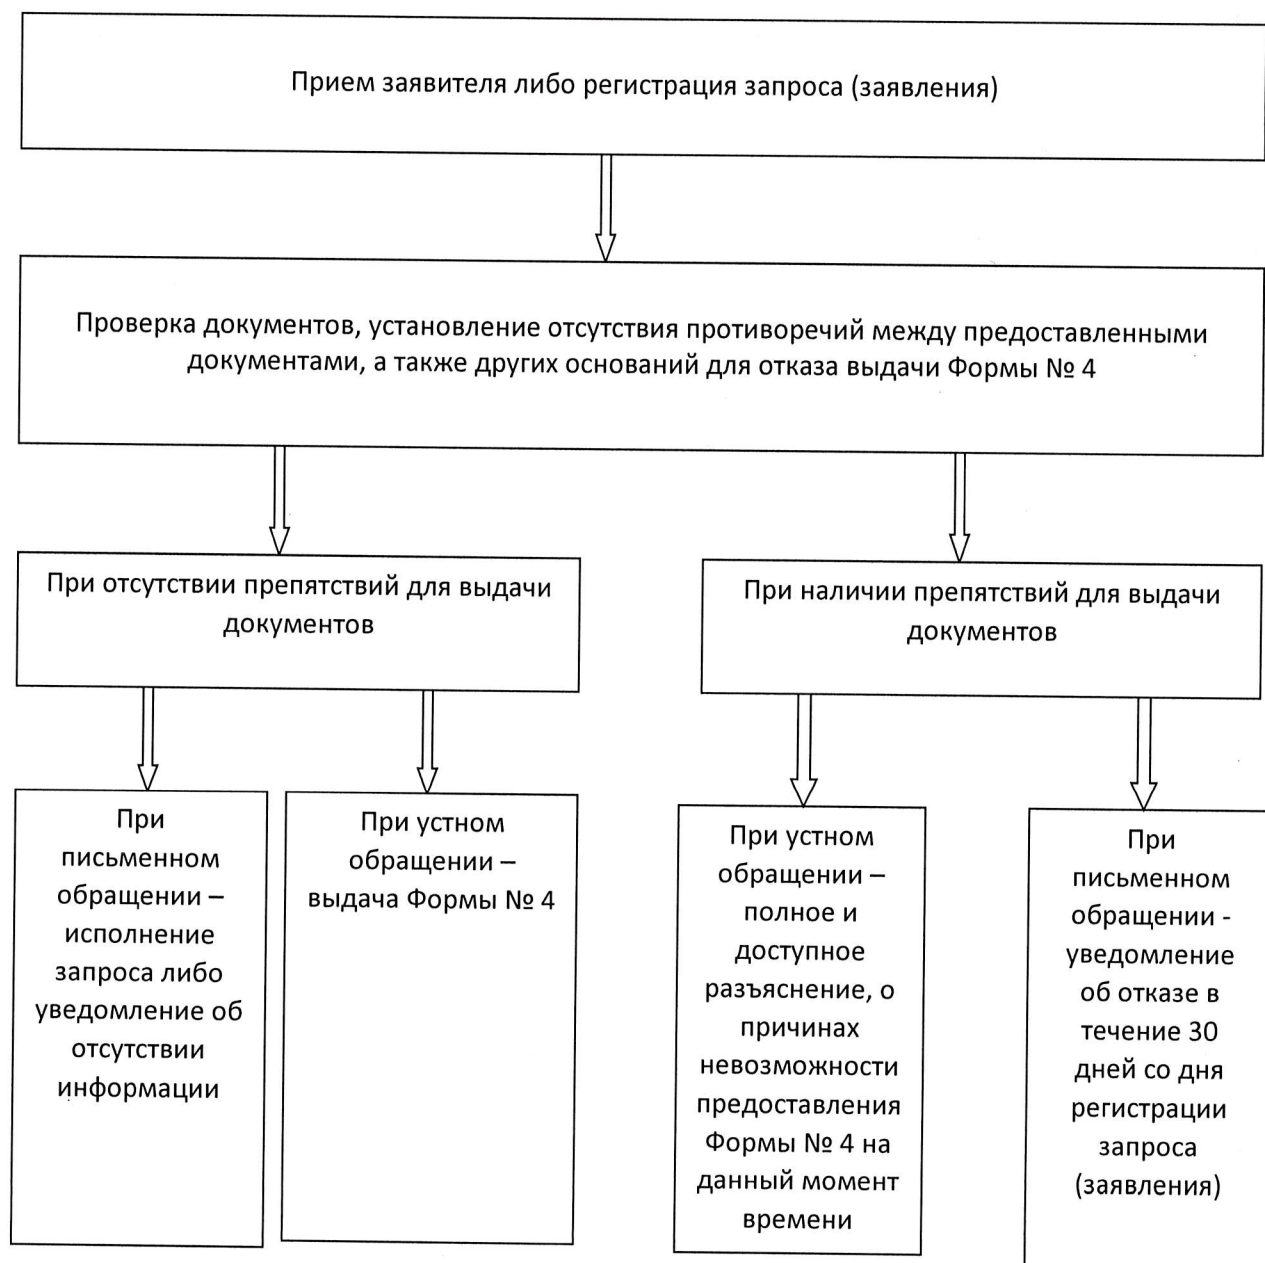 Прием заявителя либо регистрация запроса (заявления)
Проверка документов, установление отсутствия противоречий между предоставленными
документами, а также других оснований для отказа выдачи Формы № 4
При отсутствии препятствий для выдачи
документов
При наличии препятствий для выдачи
документов
При
письменном
обращении –
исполнение
запроса либо
уведомление об
отсутствии
информации
При устном
обращении –
выдача Формы № 4
При устном
обращении –
полное и
доступное
разъяснение, о
причинах
невозможности
предоставления
Формы № 4 на
данный момент
времени
При
письменном
обращении -
уведомление
об отказе в
течение 30
дней со дня
регистрации
запроса
(заявления)